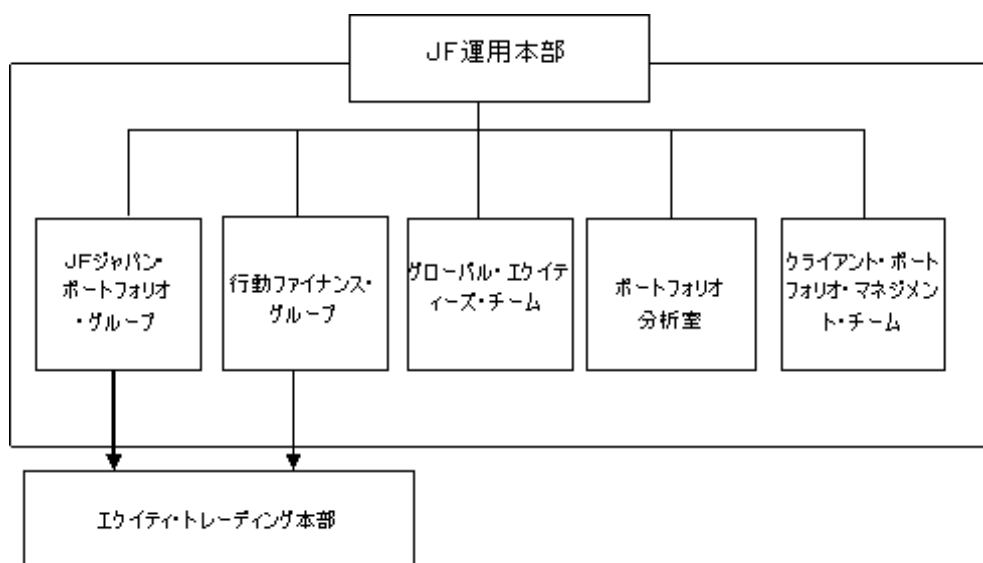 JF運用本部
JFジャパン・
ポートフォリオ
・グループ
行動ファイナンス・
グループ
グローバル・エクイティ
ィーズ・チーム
ポートフォリオ
分析室
クライアント・ポート
フォリオ・マネジメン
ト・チーム
エクイティ・トレーディング本部